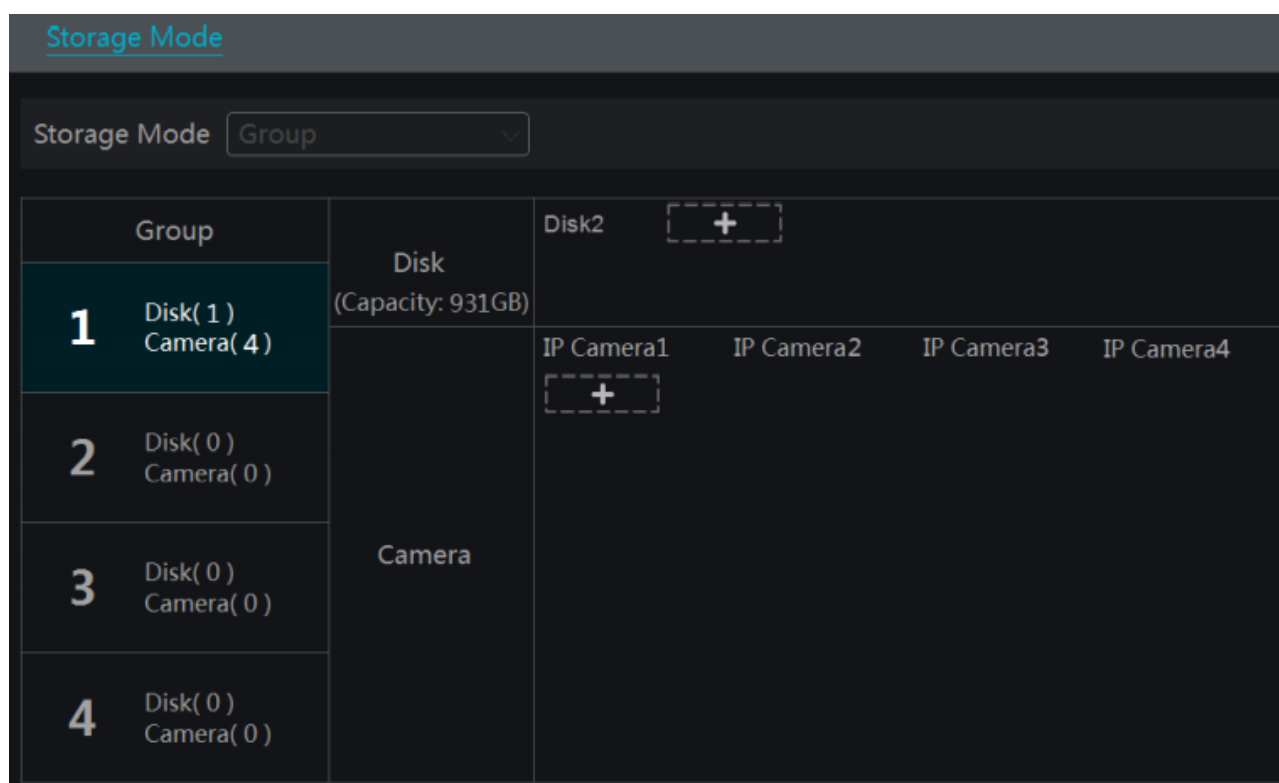 Storage Mode
Storage Mode Group
Group
1 Disk( 1 )
Camera( 4 )
2 Disk( 0 )
Camera( 0 )
3 Disk( 0 )
Camera( 0 )
4 Disk( 0 )
Camera( 0 )
Disk
(Capacity: 931GB)
Disk2 +
Camera
IP Camera1 IP Camera2 IP Camera3 IP Camera4
+